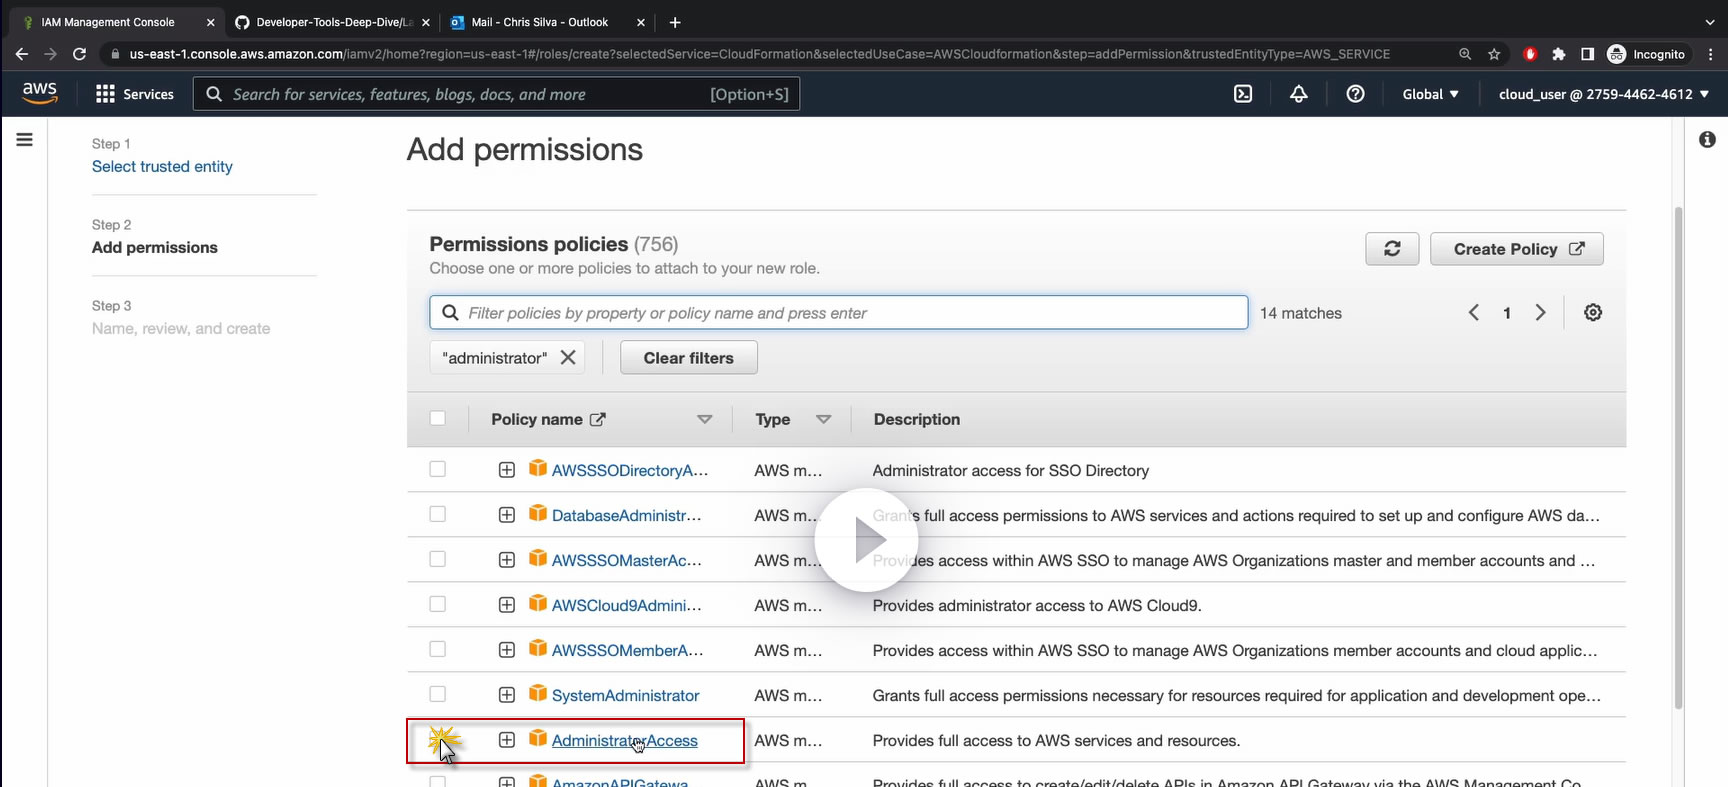 IAM Management Console
Developer-Tools-Deep-Dive/La
Mail - Chris Silva - Outlook
us-east-1.console.aws.amazon.com/iamv2/home?region=us-east-1#/roles/create?selectedService=CloudFormation&selectedUseCase=AWSCloudformation&step=addPermission&trustedEntityType=AWS_SERVICE
Incognito
aws
Services
Search for services, features, blogs, docs, and more
[Option+S]
Global
cloud_user @ 2759-4462-4612
Step 1
Select trusted entity
Step 2
Add permissions
Step 3
Name, review, and create
Add permissions
Permissions policies (756)
Choose one or more policies to attach to your new role.
Create Policy
Filter policies by property or policy name and press enter
14 matches
1
"administrator"
Clear filters
Policy name Type Description
AWSSSODirectoryA... AWS m... Administrator access for SSO Directory
DatabaseAdministr... AWS m... Grants full access permissions to AWS services and actions required to set up and configure AWS da...
AWSSSOMasterAc... AWS m... Provides access within AWS SSO to manage AWS Organizations master and member accounts and ...
AWSCloud9Admini... AWS m... Provides administrator access to AWS Cloud9.
AWSSSOMemberA... AWS m... Provides access within AWS SSO to manage AWS Organizations member accounts and cloud applic...
SystemAdministrator AWS m... Grants full access permissions necessary for resources required for application and development ope...
AdministratorAccess AWS m... Provides full access to AWS services and resources.
AmazonAPIGatewa... AWS m... Provides full access to create/edit/delete APIs in Amazon API Gateway via the AWS Management Co...